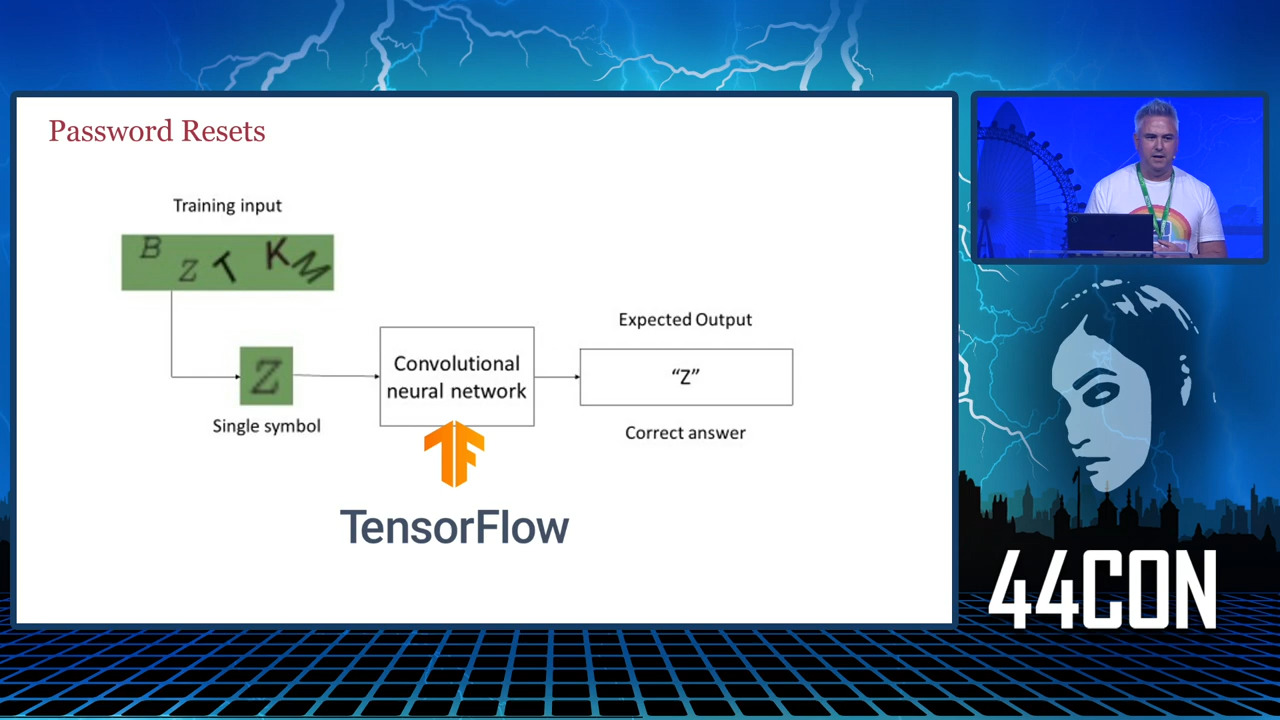 Password Resets
Training input
B Z T K M
Z
Single symbol
Convolutional
neural network
Expected Output
“Z”
Correct answer
TensorFlow
44CON